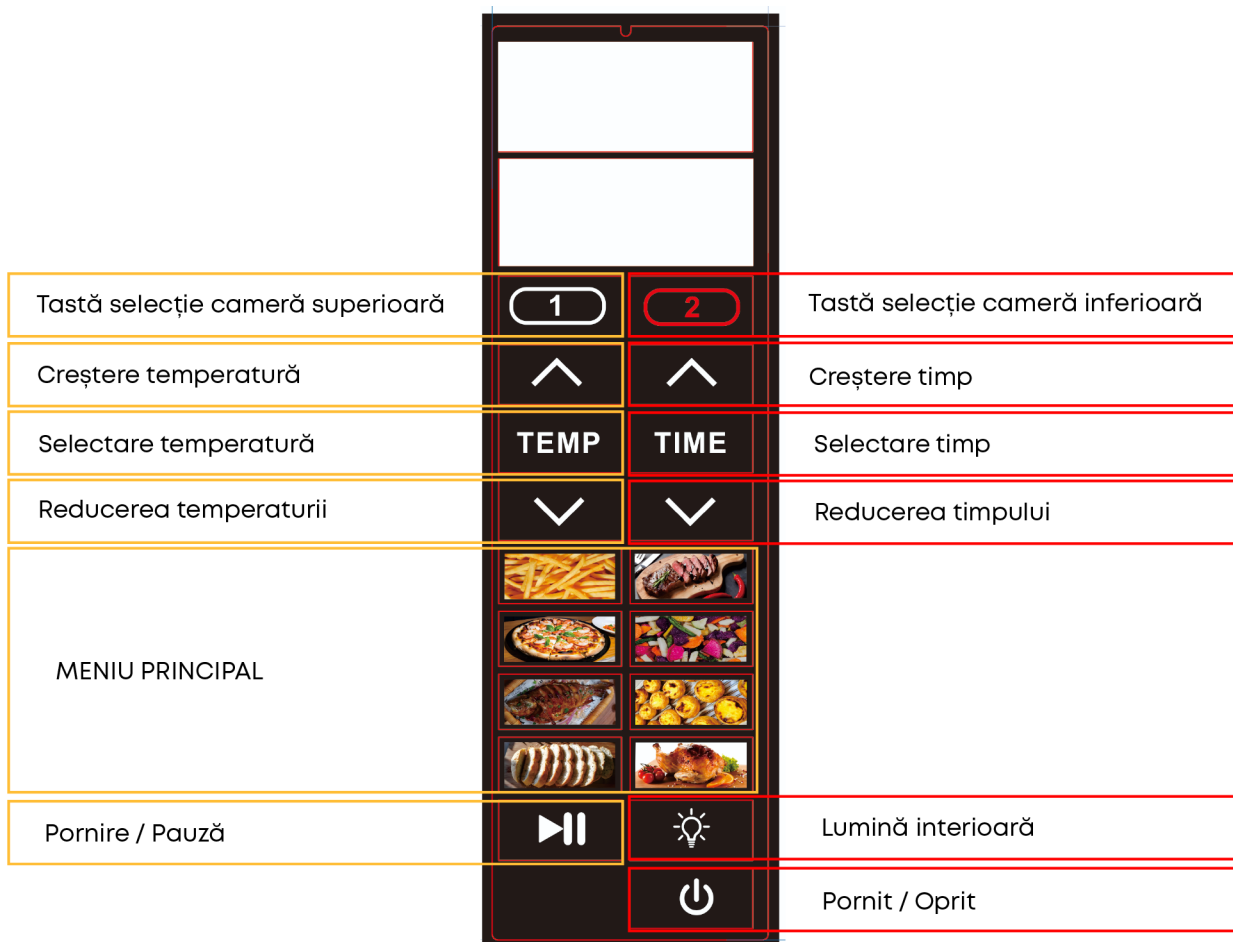 Tastă selecție cameră superioară
1
2
Tastă selecție cameră inferioară
Creștere temperatură
Creștere timp
Selectare temperatură
TEMP
TIME
Selectare timp
Reducerea temperaturii
Reducerea timpului
MENIU PRINCIPAL
Pornire / Pauză
Lumină interioară
Pornit / Oprit